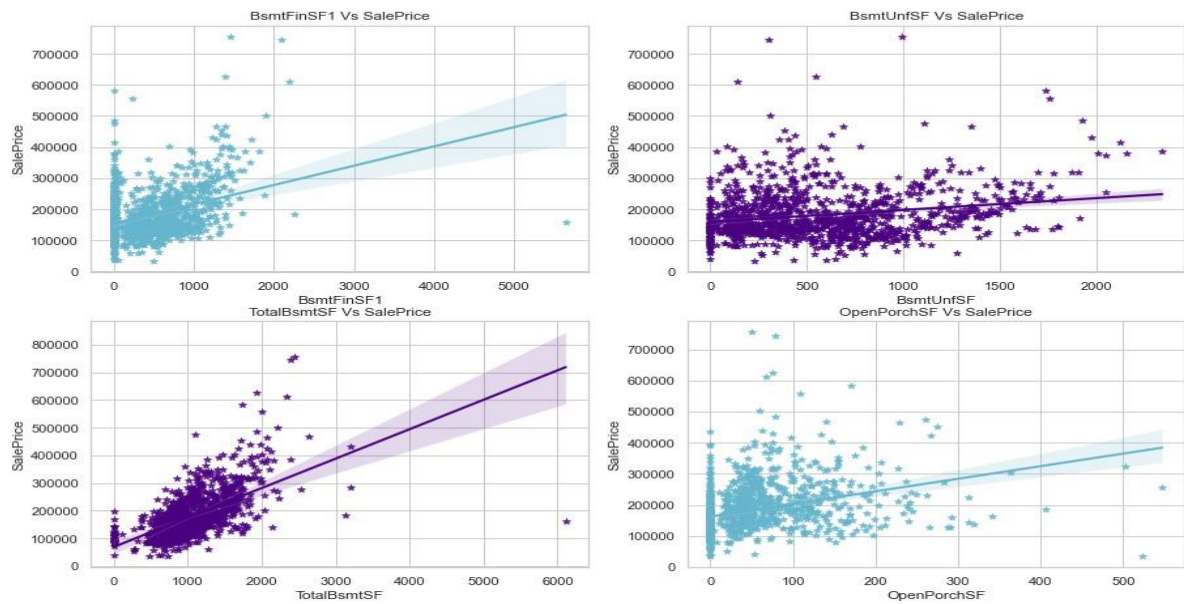 BsmtFinSF1 Vs SalePrice
SalePrice
700000
600000
500000
400000
300000
200000
100000
0
0 1000 2000 3000 4000 5000
BsmtFinSF1
BsmtUnfSF Vs SalePrice
SalePrice
700000
600000
500000
400000
300000
200000
100000
0
0 500 1000 1500 2000
BsmtUnfSF
TotalBsmtSF Vs SalePrice
SalePrice
800000
700000
600000
500000
400000
300000
200000
100000
0
0 1000 2000 3000 4000 5000 6000
TotalBsmtSF
OpenPorchSF Vs SalePrice
SalePrice
700000
600000
500000
400000
300000
200000
100000
0
0 100 200 300 400 500
OpenPorchSF